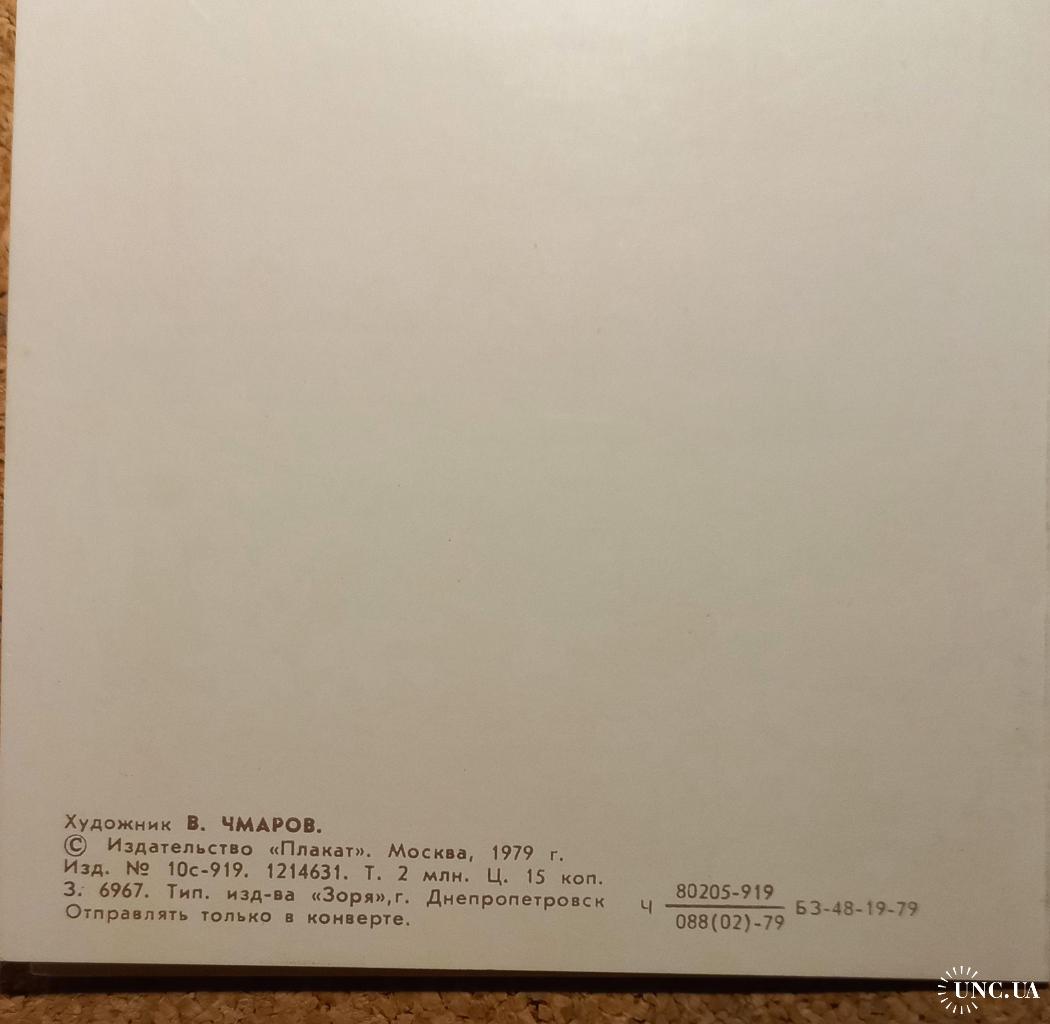 Художник В. ЧМАРОВ.
© Издательство «Плакат». Москва, 1979 г.
Изд. № 10с-919. 1214631. Т. 2 млн. Ц. 15 коп.
З. 6967. Тип. изд-ва «Зоря»,г. Днепропетровск
Отправлять только в конверте.
80205-919
Ч БЗ-48-19-79
088(02)-79
UNC.UA